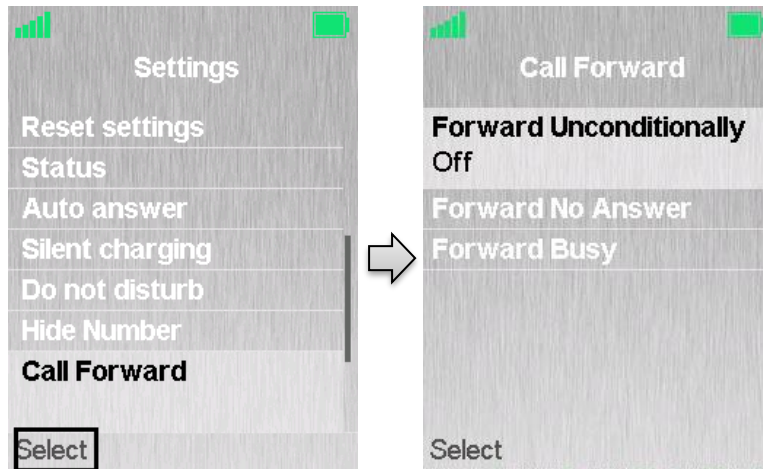 Settings
Reset settings
Status
Auto answer
Silent charging
Do not disturb
Hide Number
Call Forward
Select
Call Forward
Forward Unconditionally
Off
Forward No Answer
Forward Busy
Select